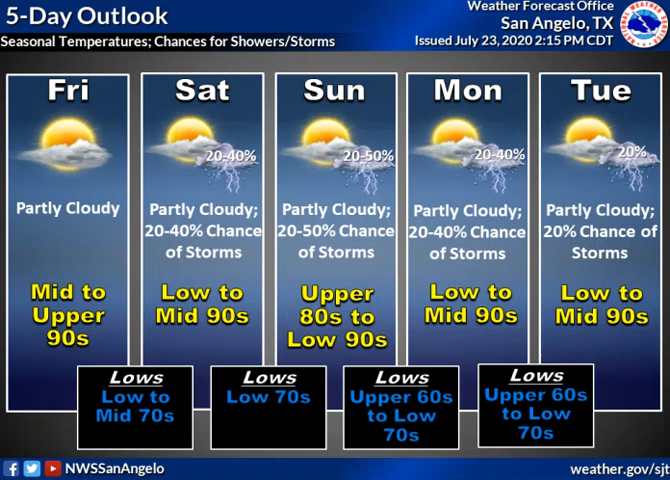 5-Day Outlook
Weather Forecast Office
San Angelo, TX
Seasonal Temperatures; Chances for Showers/Storms
Issued July 23, 2020 2:15 PM CDT
NATIONAL WEATHER SERVICE
Fri
Partly Cloudy
Mid to
Upper
90s
Sat
20-40%
Partly Cloudy;
20-40% Chance
of Storms
Low to
Mid 90s
Sun
20-50%
Partly Cloudy;
20-50% Chance
of Storms
Upper
80s to
Low 90s
Mon
20-40%
Partly Cloudy;
20-40% Chance
of Storms
Low to
Mid 90s
Tue
20%
Partly Cloudy;
20% Chance of
Storms
Low to
Mid 90s
Lows
Low to
Mid 70s
Lows
Low 70s
Lows
Upper 60s
to Low
70s
Lows
Upper 60s
to Low
70s
NWSSanAngelo
weather.gov/sjt